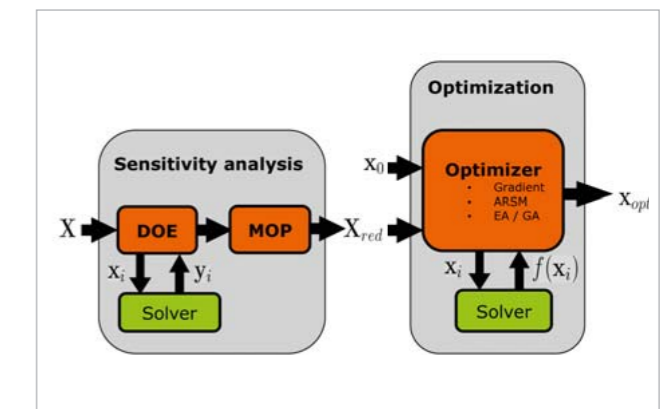 Sensitivity analysis
X
DOE
MOP
X_red
x_i
y_i
Solver
Optimization
x_0
Optimizer
• Gradient
• ARSM
• EA / GA
x_opt
x_i
f(x_i)
Solver